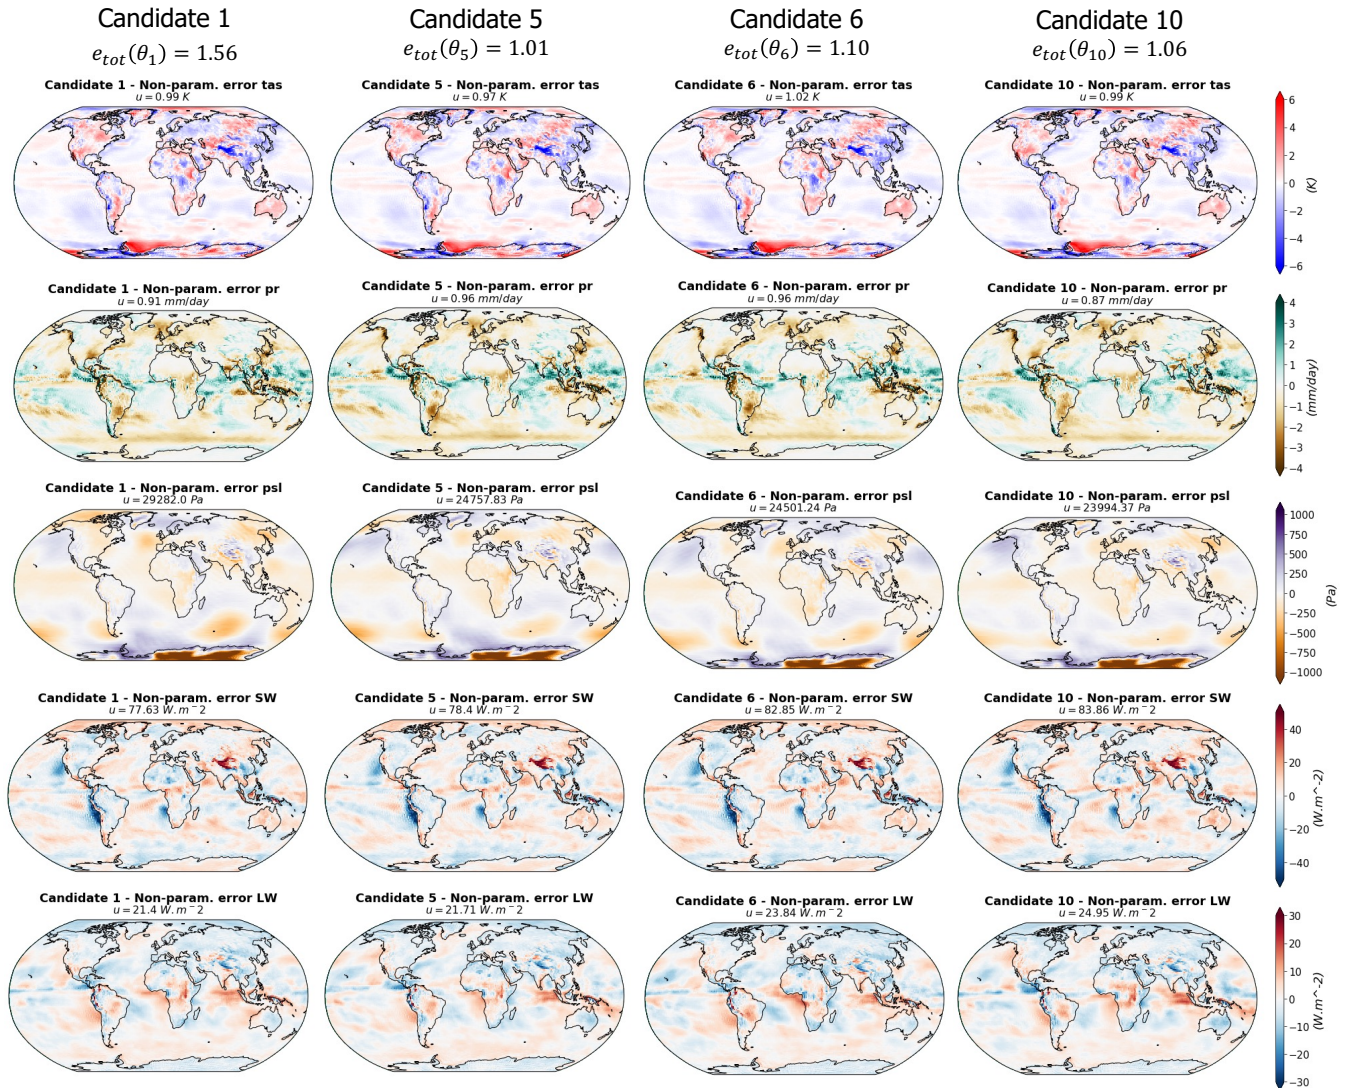 Candidate 1
Candidate 5
Candidate 6
Candidate 10
e_{tot}(θ_1) = 1.56
e_{tot}(θ_5) = 1.01
e_{tot}(θ_6) = 1.10
e_{tot}(θ_{10}) = 1.06
Candidate 1 - Non-param. error tas
u = 0.99 K
Candidate 5 - Non-param. error tas
u = 0.97 K
Candidate 6 - Non-param. error tas
u = 1.02 K
Candidate 10 - Non-param. error tas
u = 0.99 K
6
4
2
0
−2
−4
−6
(K)
Candidate 1 - Non-param. error pr
u = 0.91 mm/day
Candidate 5 - Non-param. error pr
u = 0.96 mm/day
Candidate 6 - Non-param. error pr
u = 0.96 mm/day
Candidate 10 - Non-param. error pr
u = 0.87 mm/day
4
3
2
1
0
−1
−2
−3
−4
(mm/day)
Candidate 1 - Non-param. error psl
u = 29282.0 Pa
Candidate 5 - Non-param. error psl
u = 24757.83 Pa
Candidate 6 - Non-param. error psl
u = 24501.24 Pa
Candidate 10 - Non-param. error psl
u = 23994.37 Pa
1000
750
500
250
0
−250
−500
−750
−1000
(Pa)
Candidate 1 - Non-param. error SW
u = 77.63 W.m⁻2
Candidate 5 - Non-param. error SW
u = 78.4 W.m⁻2
Candidate 6 - Non-param. error SW
u = 82.85 W.m⁻2
Candidate 10 - Non-param. error SW
u = 83.86 W.m⁻2
40
20
0
−20
−40
(W.m^-2)
Candidate 1 - Non-param. error LW
u = 21.4 W.m⁻2
Candidate 5 - Non-param. error LW
u = 21.71 W.m⁻2
Candidate 6 - Non-param. error LW
u = 23.84 W.m⁻2
Candidate 10 - Non-param. error LW
u = 24.95 W.m⁻2
30
20
10
0
−10
−20
−30
(W.m^-2)